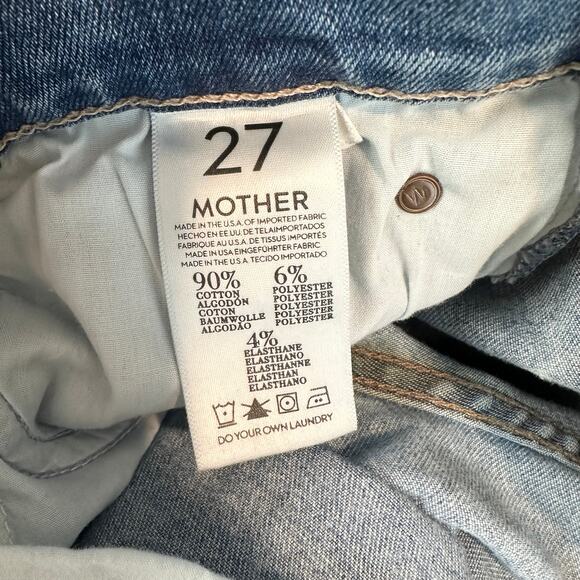 27
MOTHER
MADE IN THE U.S.A. OF IMPORTED FABRIC
HECHO EN EE UU. DE TELAIMPORTADOS
FABRIQUE AU U.S.A. DE TISSUS IMPORTÉS
MADE IN USA EINGEFÜHRTER FABRIC
MADE IN THE U.S.A. TECIDO IMPORTADO
90% 6%
COTTON POLYESTER
ALGODÓN POLYESTER
COTON POLYESTER
BAUMWOLLE POLYESTER
ALGODÃO POLYESTER
4%
ELASTHANE
ELASTHANO
ELASTHANNE
ELASTHAN
ELASTHANO
DO YOUR OWN LAUNDRY